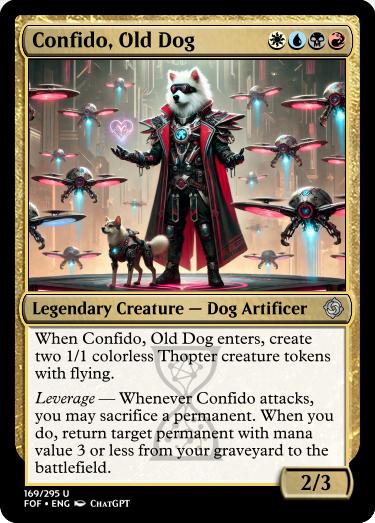 Confido, Old Dog
Legendary Creature — Dog Artificer
When Confido, Old Dog enters, create
two 1/1 colorless Thopter creature tokens
with flying.
Leverage — Whenever Confido attacks,
you may sacrifice a permanent. When you
do, return target permanent with mana
value 3 or less from your graveyard to the
battlefield.
2/3
169/295 U
FOF • ENG ChatGPT